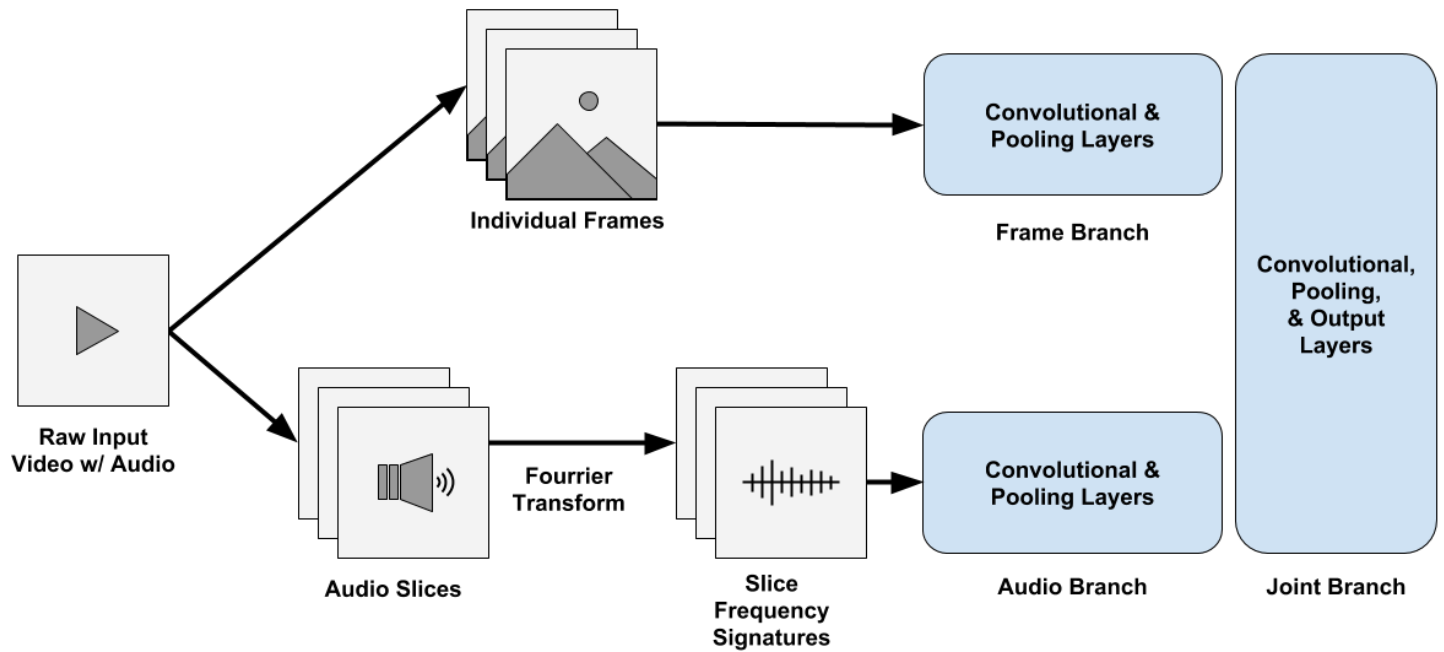 Individual Frames
Convolutional &
Pooling Layers
Frame Branch
Raw Input
Video w/ Audio
Audio Slices
Fourrier
Transform
Slice
Frequency
Signatures
Convolutional &
Pooling Layers
Audio Branch
Convolutional,
Pooling,
& Output
Layers
Joint Branch